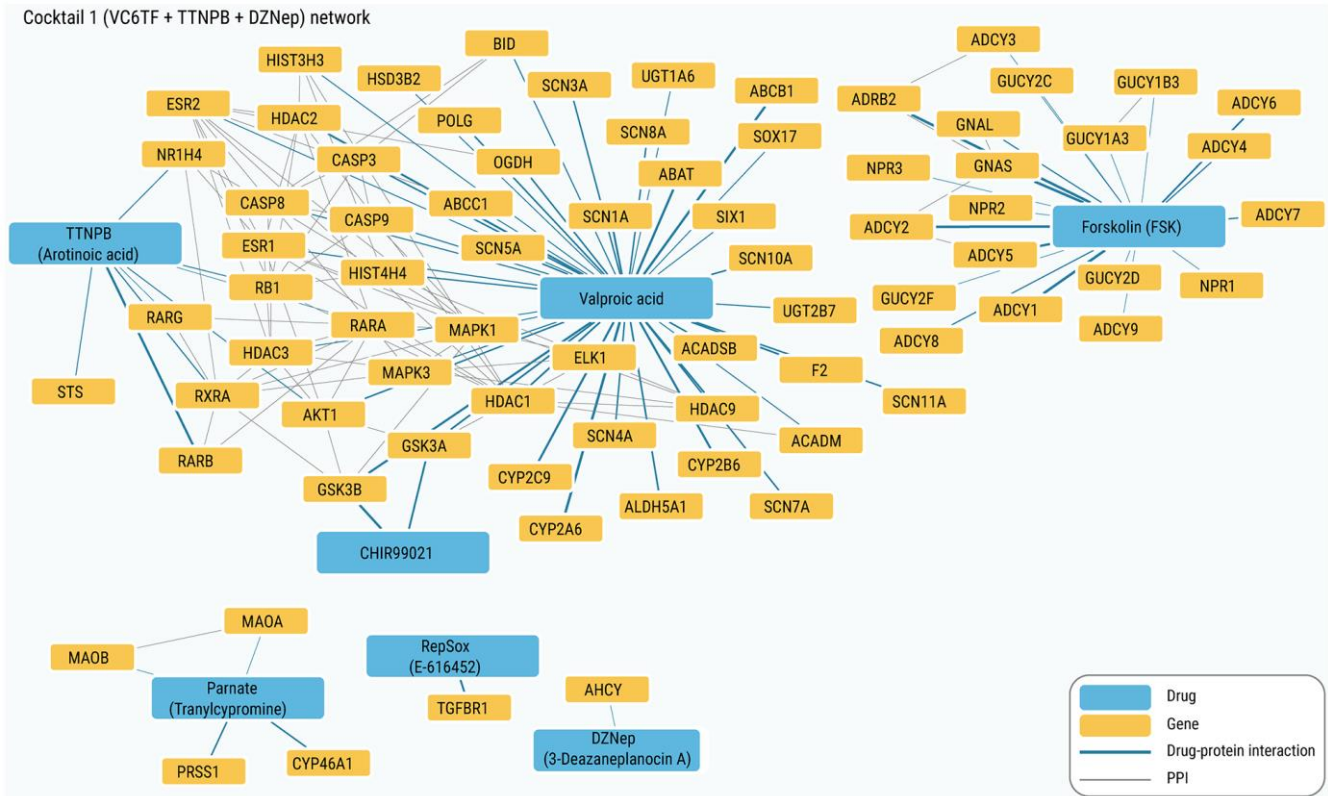 Cocktail 1 (VC6TF + TTNPB + DZNep) network
BID
ADCY3
HIST3H3
HSD3B2
SCN3A
UGT1A6
ABCB1
GUCY2C
GUCY1B3
ESR2
HDAC2
POLG
SCN8A
SOX17
ADRB2
GNAL
ADCY6
NR1H4
CASP3
OGDH
ABAT
GUCY1A3
ADCY4
NPR3
GNAS
CASP8
CASP9
ABCC1
SCN1A
SIX1
NPR2
ADCY7
TTNPB
(Arotinoic acid)
Forskolin (FSK)
ADCY2
ESR1
SCN5A
SCN10A
ADCY5
RB1
HIST4H4
Valproic acid
GUCY2F
GUCY2D
NPR1
RARG
RARA
MAPK1
UGT2B7
ADCY1
ADCY9
HDAC3
ELK1
ACADSB
ADCY8
MAPK3
F2
STS
RXRA
AKT1
HDAC1
HDAC9
SCN11A
RARB
GSK3A
SCN4A
ACADM
GSK3B
CYP2C9
CYP2B6
CYP2A6
ALDH5A1
SCN7A
CHIR99021
MAOA
MAOB
RepSox
(E-616452)
Parnate
(Tranylcypromine)
TGFBR1
AHCY
DZNep
(3-Deazaneplanocin A)
PRSS1
CYP46A1
Drug
Gene
Drug-protein interaction
PPI